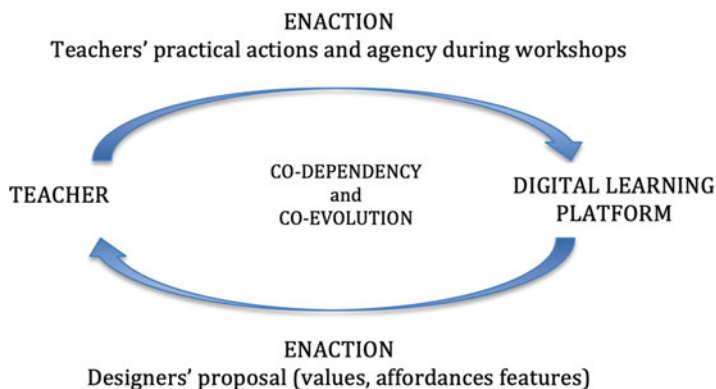 ENACTION
Teachers’ practical actions and agency during workshops
TEACHER
CO-DEPENDENCY
and
CO-EVOLUTION
DIGITAL LEARNING
PLATFORM
ENACTION
Designers’ proposal (values, affordances features)